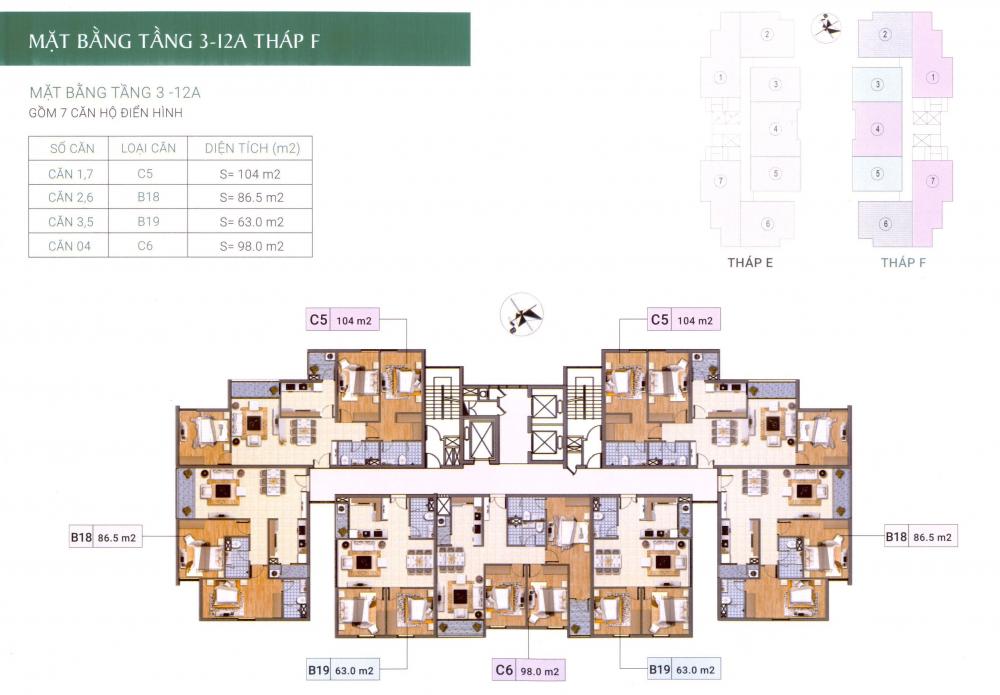 MẶT BẰNG TẦNG 3-12A THÁP F
MẶT BẰNG TẦNG 3 -12A
GỒM 7 CĂN HỘ ĐIỂN HÌNH
SỐ CĂN LOẠI CĂN DIỆN TÍCH (m2)
CĂN 1,7 C5 S= 104 m2
CĂN 2,6 B18 S= 86.5 m2
CĂN 3,5 B19 S= 63.0 m2
CĂN 04 C6 S= 98.0 m2
2
1
3
4
5
7
6
THÁP E
2
1
3
4
5
7
6
THÁP F
C5 104 m2
C5 104 m2
B18 86.5 m2
B18 86.5 m2
B19 63.0 m2
C6 98.0 m2
B19 63.0 m2